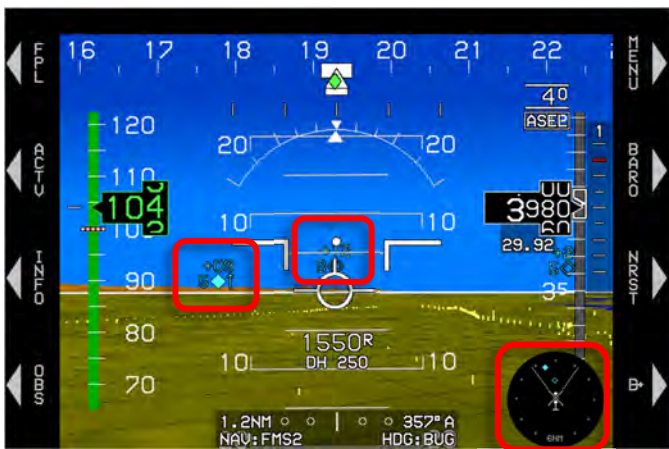 FPL
16 17 18 19 20 21 22
MENU
40
ASEL
1
120
20 20
ACTV
BARO
110
104
10 10
3980
29.92
+08
INFO
NRST
90
35
80
1550R
DH 250
OBS
10 10
70
1.2NM 357° A
NAV:FMS2 HDG:BUG
6NM